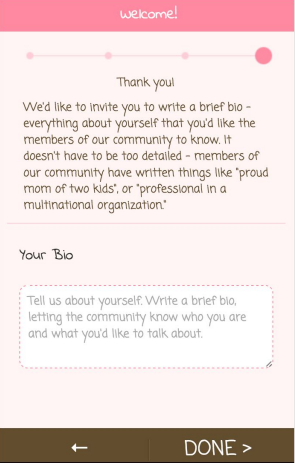 welcome!
Thank you!
We'd like to invite you to write a brief bio -
everything about yourself that you'd like the
members of our community to know. It
doesn't have to be too detailed - members of
our community have written things like "proud
mom of two kids", or "professional in a
multinational organization."
Your Bio
Tell us about yourself. Write a brief bio,
letting the community know who you are
and what you'd like to talk about.
← DONE >